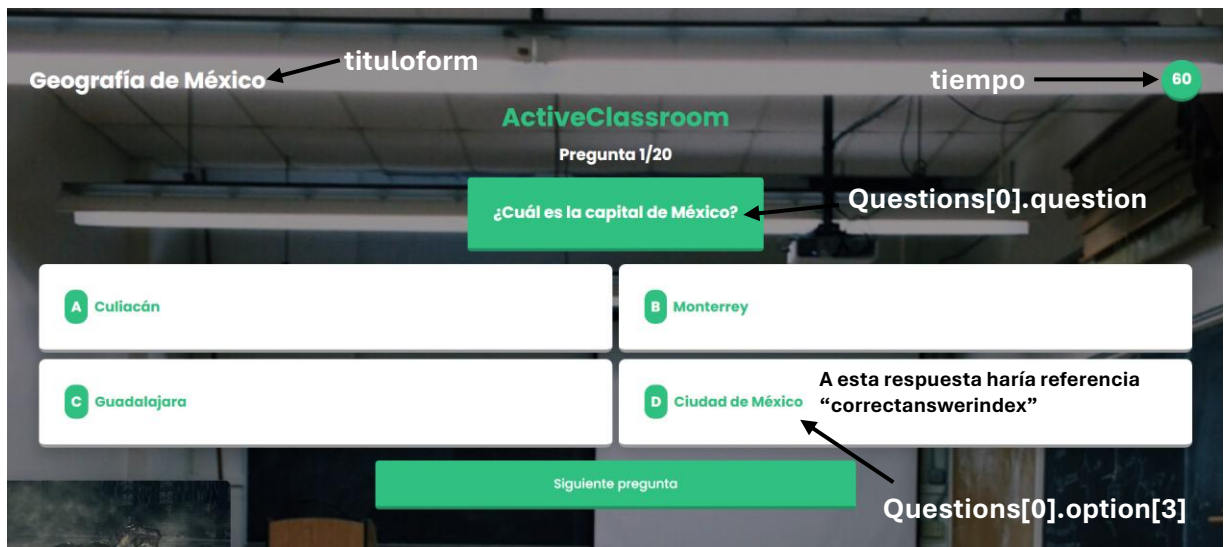 tituloform
Geografía de México
tiempo
60
ActiveClassroom
Pregunta 1/20
¿Cuál es la capital de México?
Questions[0].question
A Culiacán
B Monterrey
C Guadalajara
D Ciudad de México
A esta respuesta haría referencia
“correctanswerindex”
Siguiente pregunta
Questions[0].option[3]